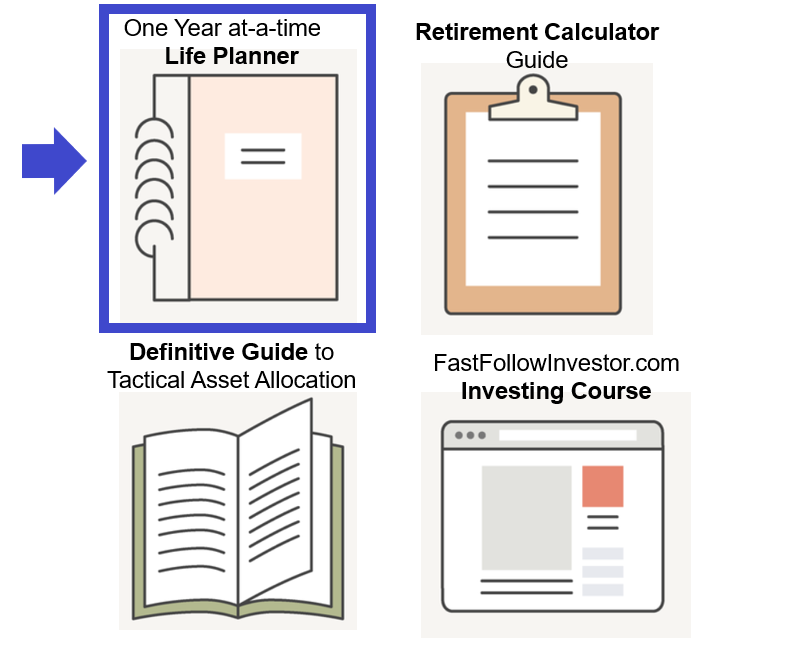 One Year at-a-time
Life Planner
Retirement Calculator
Guide
Definitive Guide to
Tactical Asset Allocation
FastFollowInvestor.com
Investing Course